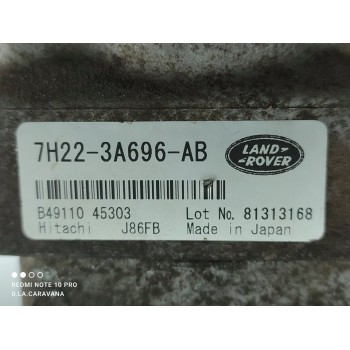 7H22-3A696-AB
LAND-
ROVER
B49110 45303 Lot No. 81313168
Hitachi J86FB Made in Japan
REDMI NOTE 10 PRO
D.LA.CARAVANA